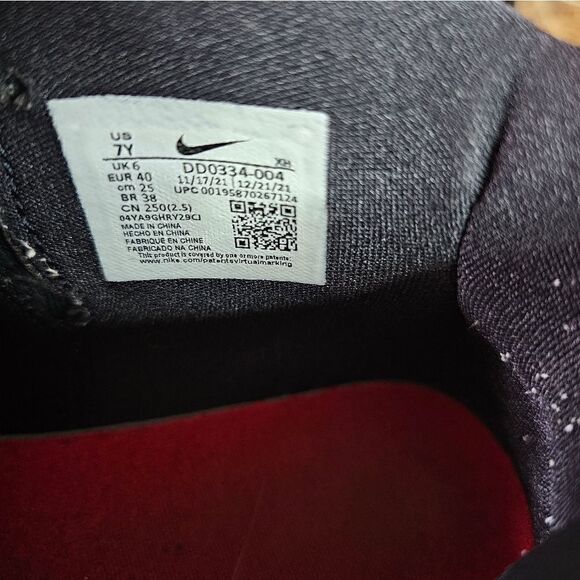 US
7Y
UK 6
EUR 40
cm 25
BR 38
CN 250(2.5)
XH
DD0334-004
11/17/21 12/21/21
UPC 00195870267124
04YA9GHRY29CJ
MADE IN CHINA
HECHO EN CHINA
FABRIQUE EN CHINE
FABRICADO NA CHINA
This product is covered by one or more patents:
www.nike.com/patentsvirtualmarking